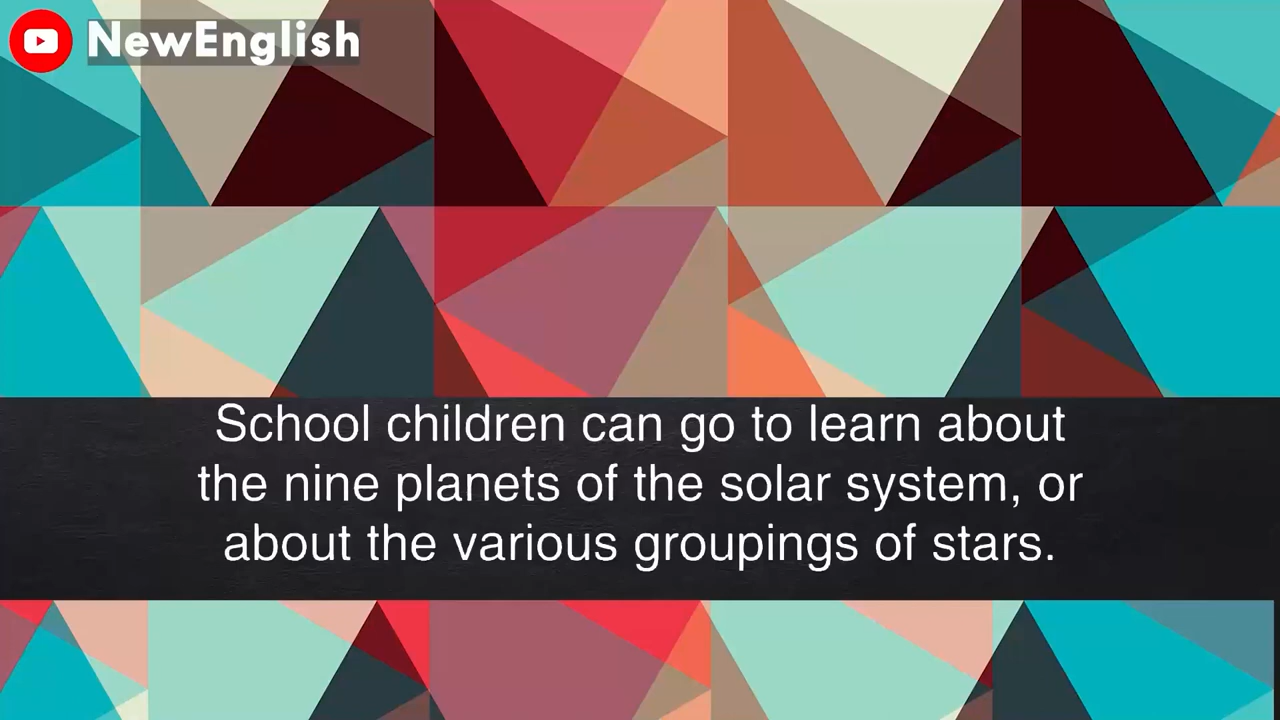 NewEnglish
School children can go to learn about
the nine planets of the solar system, or
about the various groupings of stars.